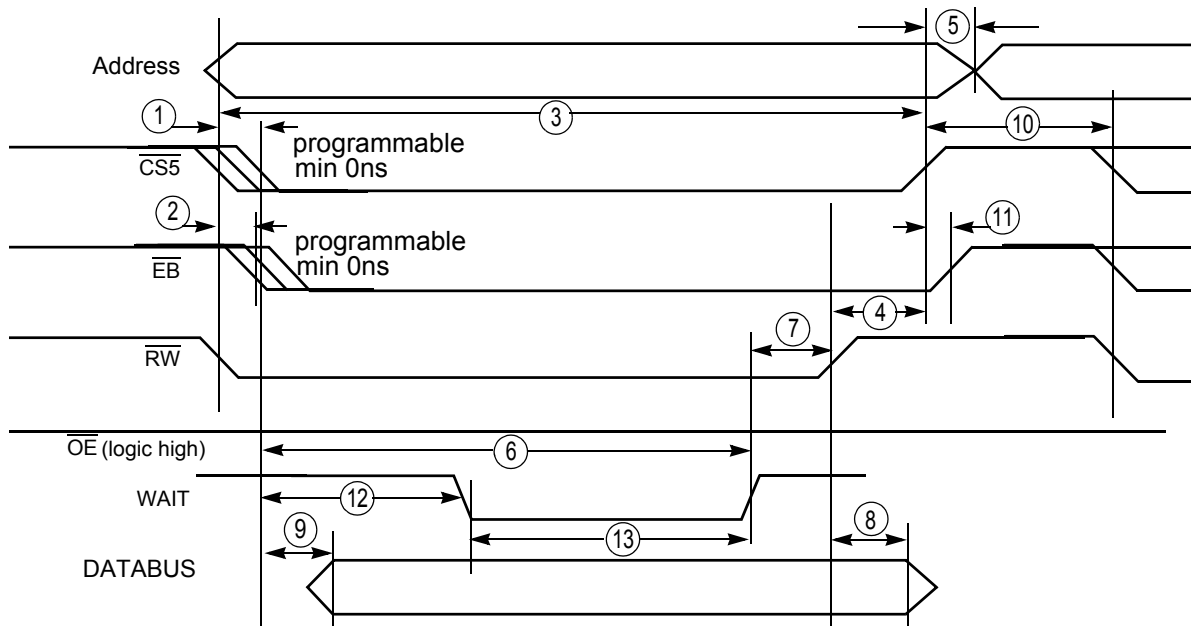 5
Address
1
3
10
programmable
min 0ns
CS5
2
11
programmable
min 0ns
EB
4
7
RW
OE (logic high)
6
WAIT
12
13
9
8
DATABUS